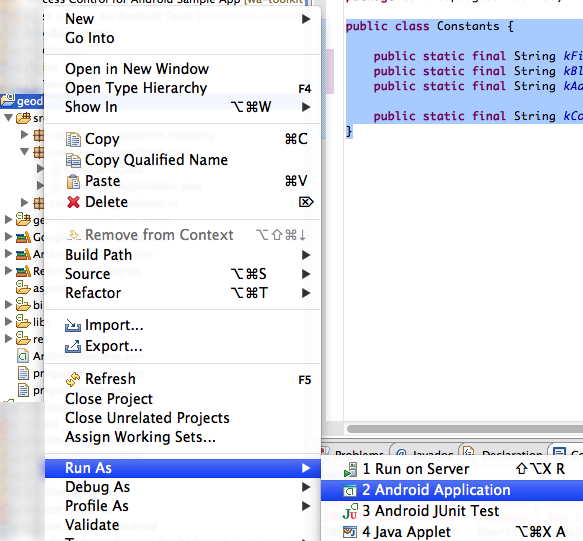 cess Control for Android Sample App [wa-toolkit
New
Go Into
Open in New Window
Open Type Hierarchy F4
Show In ⌥⌘W ▶
Copy ⌘C
Copy Qualified Name
Paste ⌘V
Delete ⌦
Remove from Context ⌥⇧⌘↓
Build Path
Source ⌥⌘S ▶
Refactor ⌥⌘T ▶
Import...
Export...
Refresh F5
Close Project
Close Unrelated Projects
Assign Working Sets...
Run As
Debug As
Profile As
Validate
geod
sr
ge
Go
An
Re
as
bi
lib
re
An
pr
pr
public class Constants {
public static final String kFi
public static final String kBl
public static final String kAc
public static final String kCo
}
Problems @ Javadoc Declaration Co
1 Run on Server ⇧⌥X R
2 Android Application
3 Android JUnit Test
4 Java Applet ⌥⌘X A